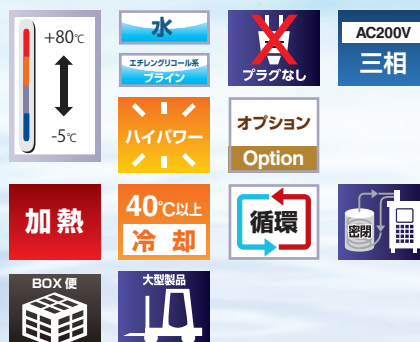 +80℃
-5℃
水
エチレングリコール系
ブライン
プラグなし
AC200V
三相
ハイパワー
オプション
Option
加熱
40℃以上
冷却
循環
密閉
BOX便
大型製品